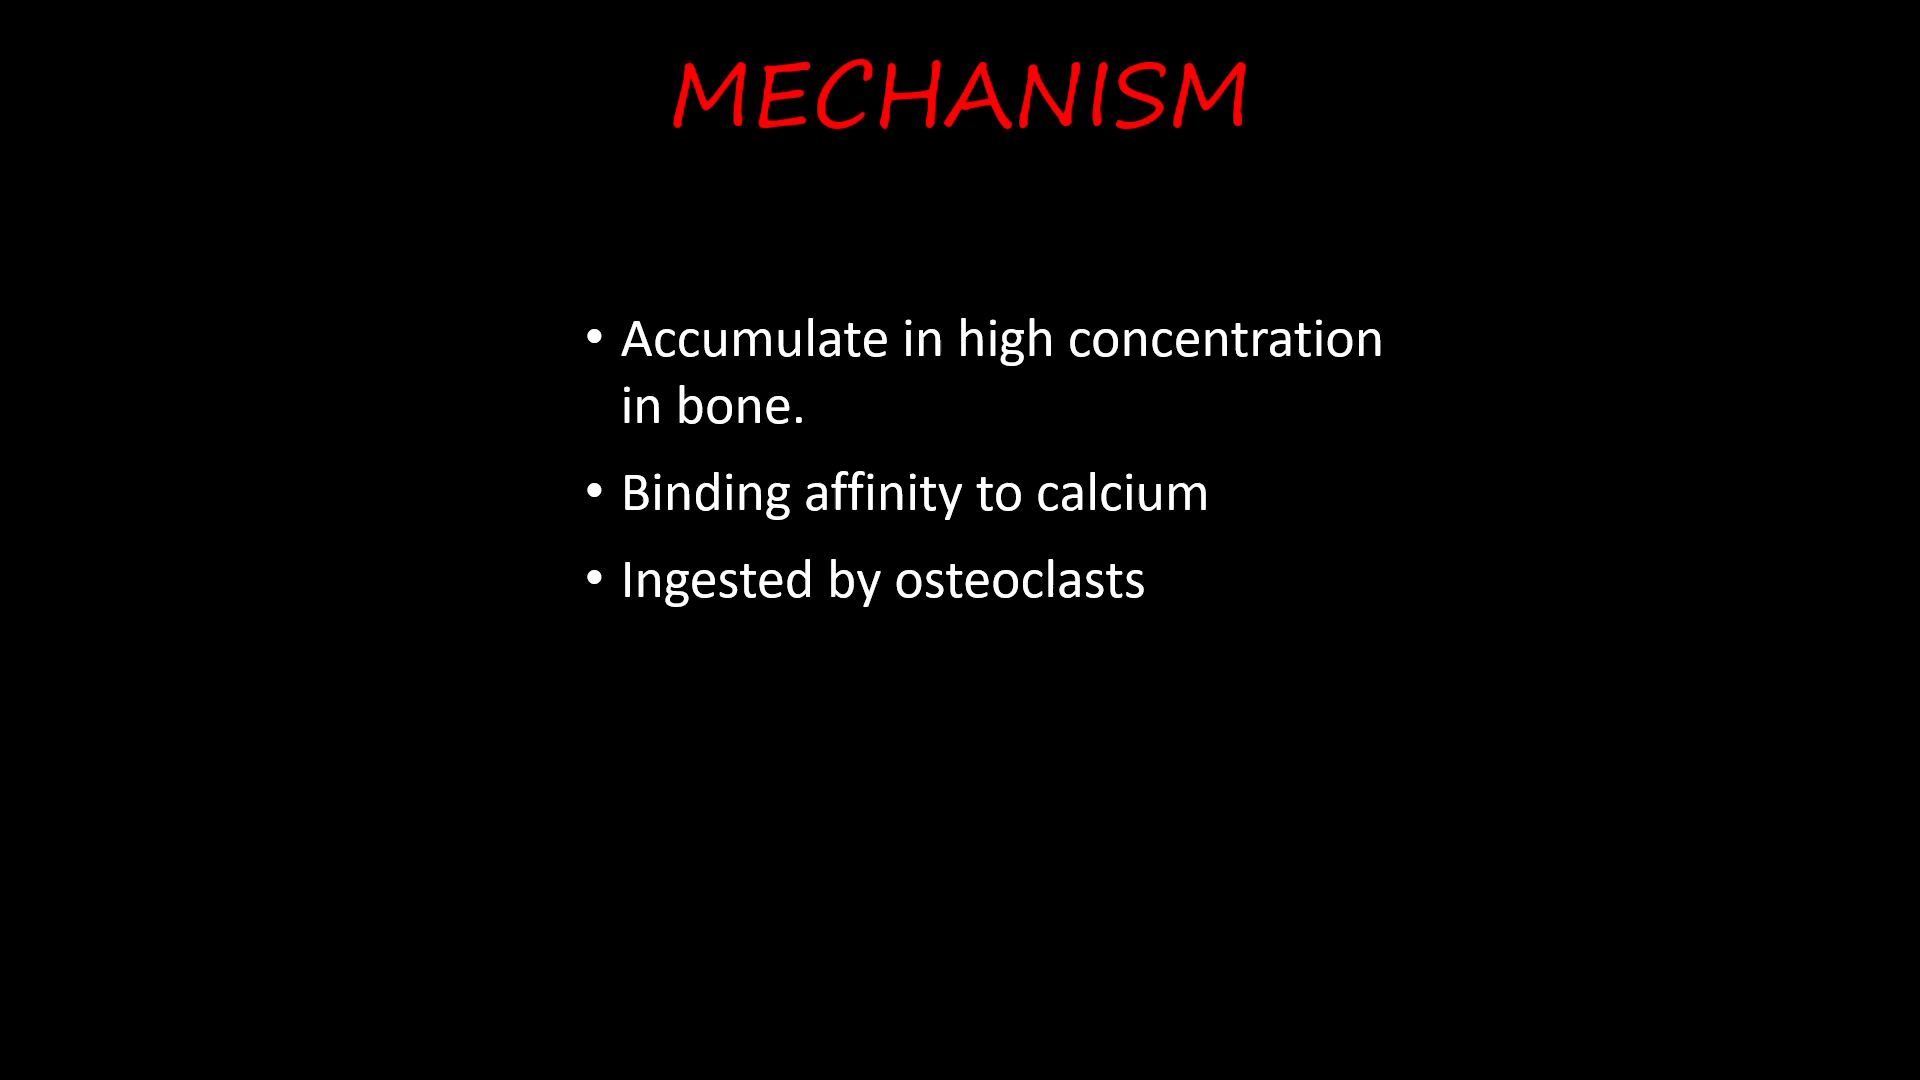 MECHANISM
• Accumulate in high concentration
in bone.
• Binding affinity to calcium
• Ingested by osteoclasts